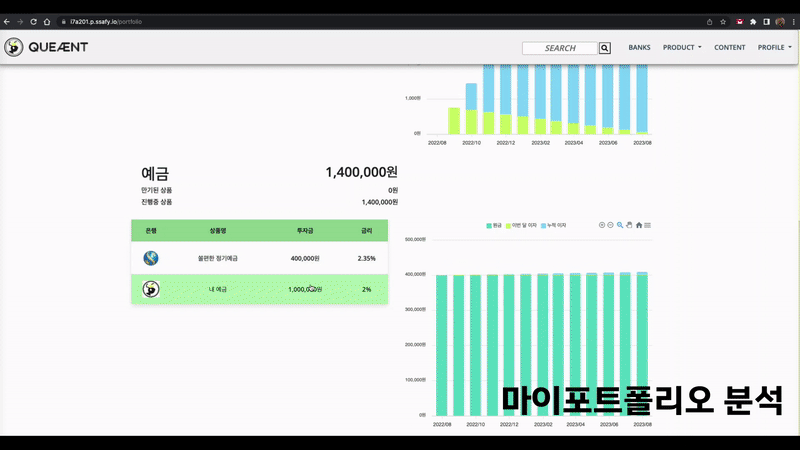 i7a201.p.ssafy.io/portfolio
QUEÆNT
SEARCH
BANKS
PRODUCT
CONTENT
PROFILE
1,000원
0원
2022/08 2022/10 2022/12 2023/02 2023/04 2023/06 2023/08
예금 1,400,000원
만기된 상품 0원
진행중 상품 1,400,000원
은행 상품명 투자금 금리
쏠편한 정기예금 400,000원 2.35%
내 예금 2%
원금 이번 달 이자 누적 이자
500,000원
400,000원
300,000원
200,000원
100,000원
0원
2022/08 2022/10 2022/12 2023/02 2023/04 2023/06 2023/08
마이포트폴리오 분석